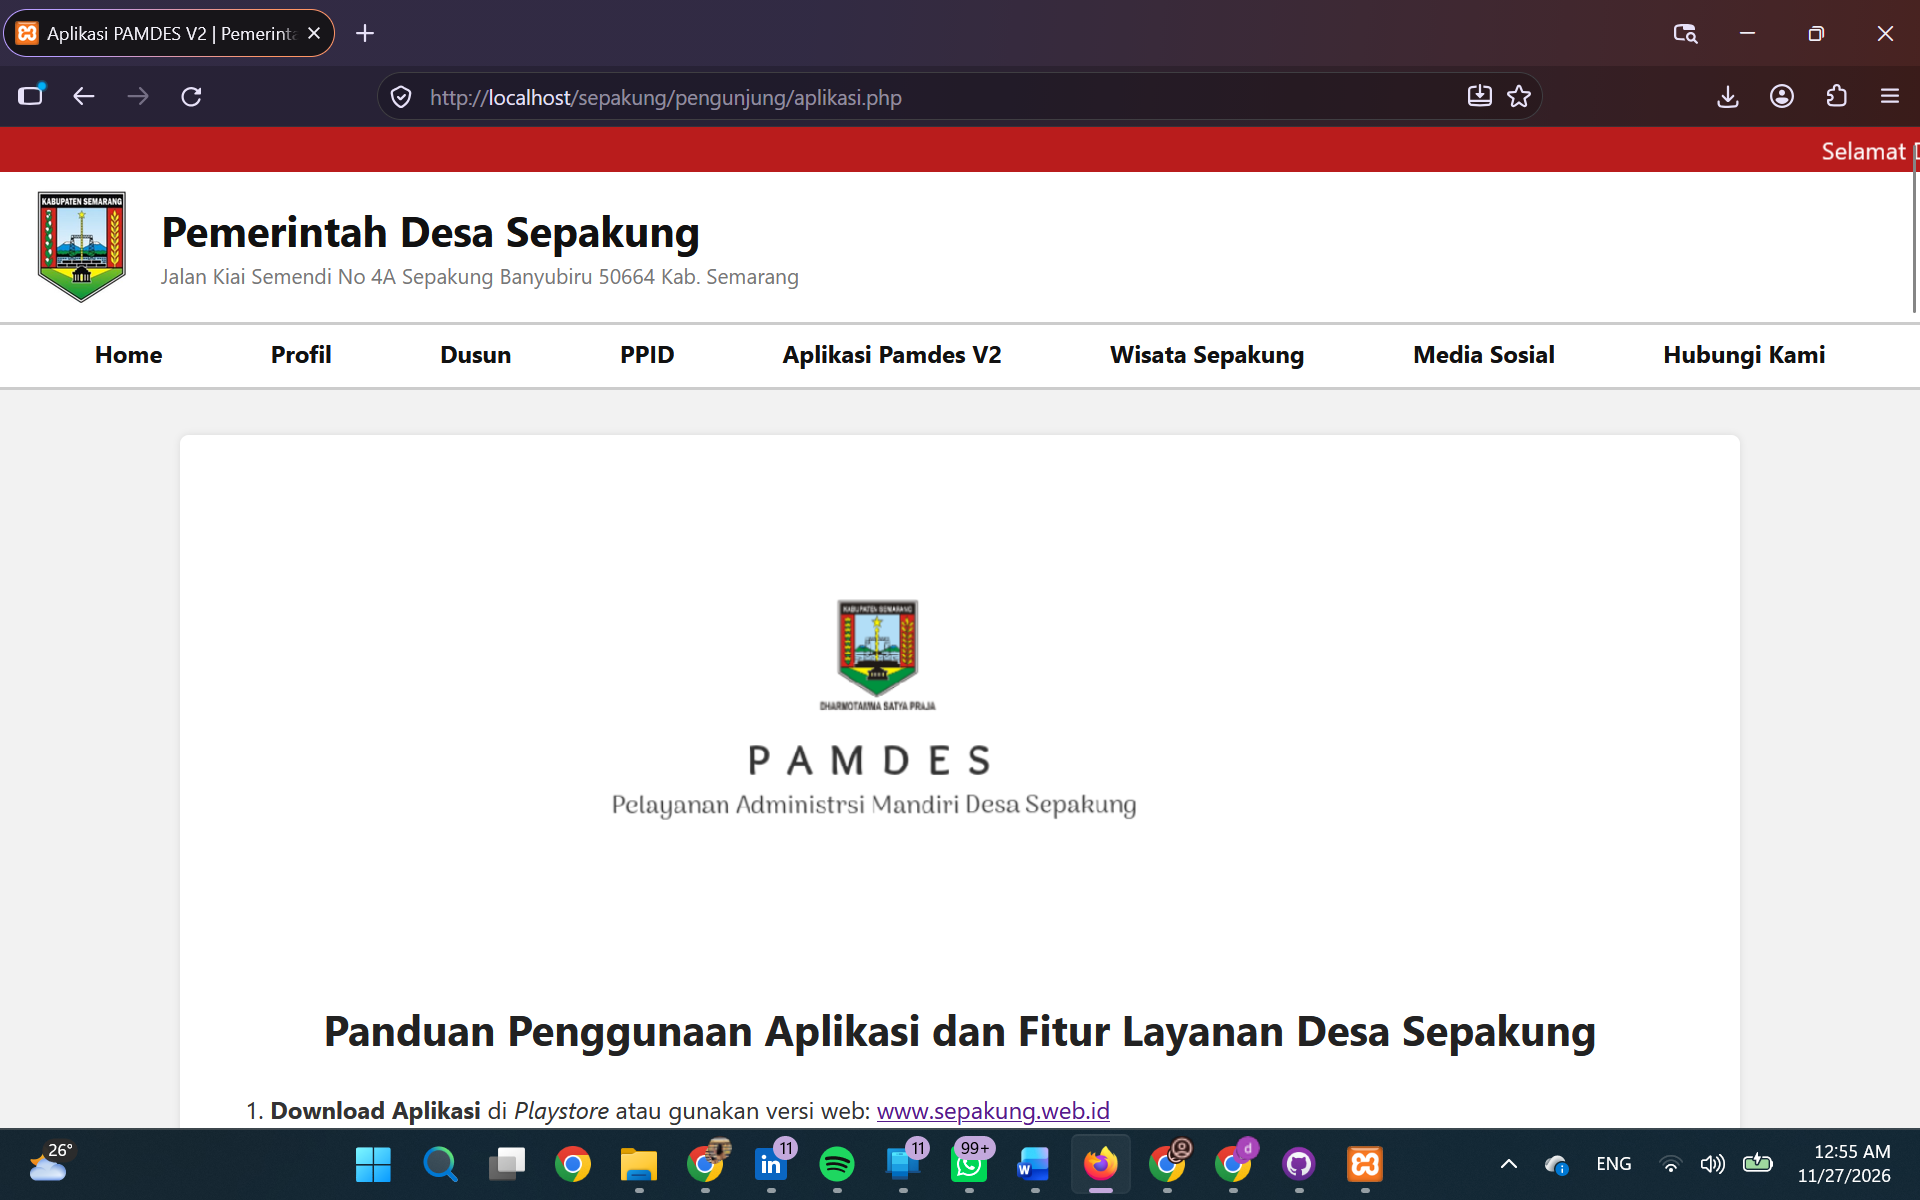 Aplikasi PAMDES V2 | Pemerinta
http://localhost/sepakung/pengunjung/aplikasi.php
Selamat D
KABUPATEN SEMARANG
Pemerintah Desa Sepakung
Jalan Kiai Semendi No 4A Sepakung Banyubiru 50664 Kab. Semarang
Home Profil Dusun PPID Aplikasi Pamdes V2 Wisata Sepakung Media Sosial Hubungi Kami
KABUPATEN SEMARANG
DHARMOTAMA SATYA PRAJA
PAMDES
Pelayanan Administrsi Mandiri Desa Sepakung
Panduan Penggunaan Aplikasi dan Fitur Layanan Desa Sepakung
1. Download Aplikasi di Playstore atau gunakan versi web: www.sepakung.web.id
26°
11
11
99+
d
ENG
12:55 AM
11/27/2026